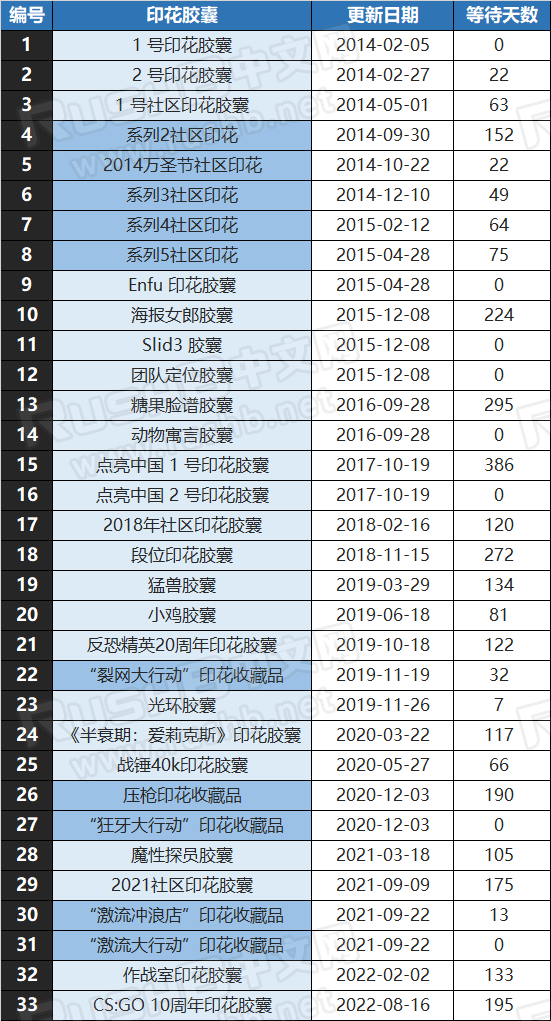 编号 印花胶囊 更新日期 等待天数
1 1 号印花胶囊 2014-02-05 0
2 2 号印花胶囊 2014-02-27 22
3 1 号社区印花胶囊 2014-05-01 63
4 系列2社区印花 2014-09-30 152
5 2014万圣节社区印花 2014-10-22 22
6 系列3社区印花 2014-12-10 49
7 系列4社区印花 2015-02-12 64
8 系列5社区印花 2015-04-28 75
9 Enfu 印花胶囊 2015-04-28 0
10 海报女郎胶囊 2015-12-08 224
11 Slid3 胶囊 2015-12-08 0
12 团队定位胶囊 2015-12-08 0
13 糖果脸谱胶囊 2016-09-28 295
14 动物寓言胶囊 2016-09-28 0
15 点亮中国 1 号印花胶囊 2017-10-19 386
16 点亮中国 2 号印花胶囊 2017-10-19 0
17 2018年社区印花胶囊 2018-02-16 120
18 段位印花胶囊 2018-11-15 272
19 猛兽胶囊 2019-03-29 134
20 小鸡胶囊 2019-06-18 81
21 反恐精英20周年印花胶囊 2019-10-18 122
22 “裂网大行动”印花收藏品 2019-11-19 32
23 光环胶囊 2019-11-26 7
24 《半衰期：爱莉克斯》印花胶囊 2020-03-22 117
25 战锤40k印花胶囊 2020-05-27 66
26 压枪印花收藏品 2020-12-03 190
27 “狂牙大行动”印花收藏品 2020-12-03 0
28 魔性探员胶囊 2021-03-18 105
29 2021社区印花胶囊 2021-09-09 175
30 “激流冲浪店”印花收藏品 2021-09-22 13
31 “激流大行动”印花收藏品 2021-09-22 0
32 作战室印花胶囊 2022-02-02 133
33 CS:GO 10周年印花胶囊 2022-08-16 195